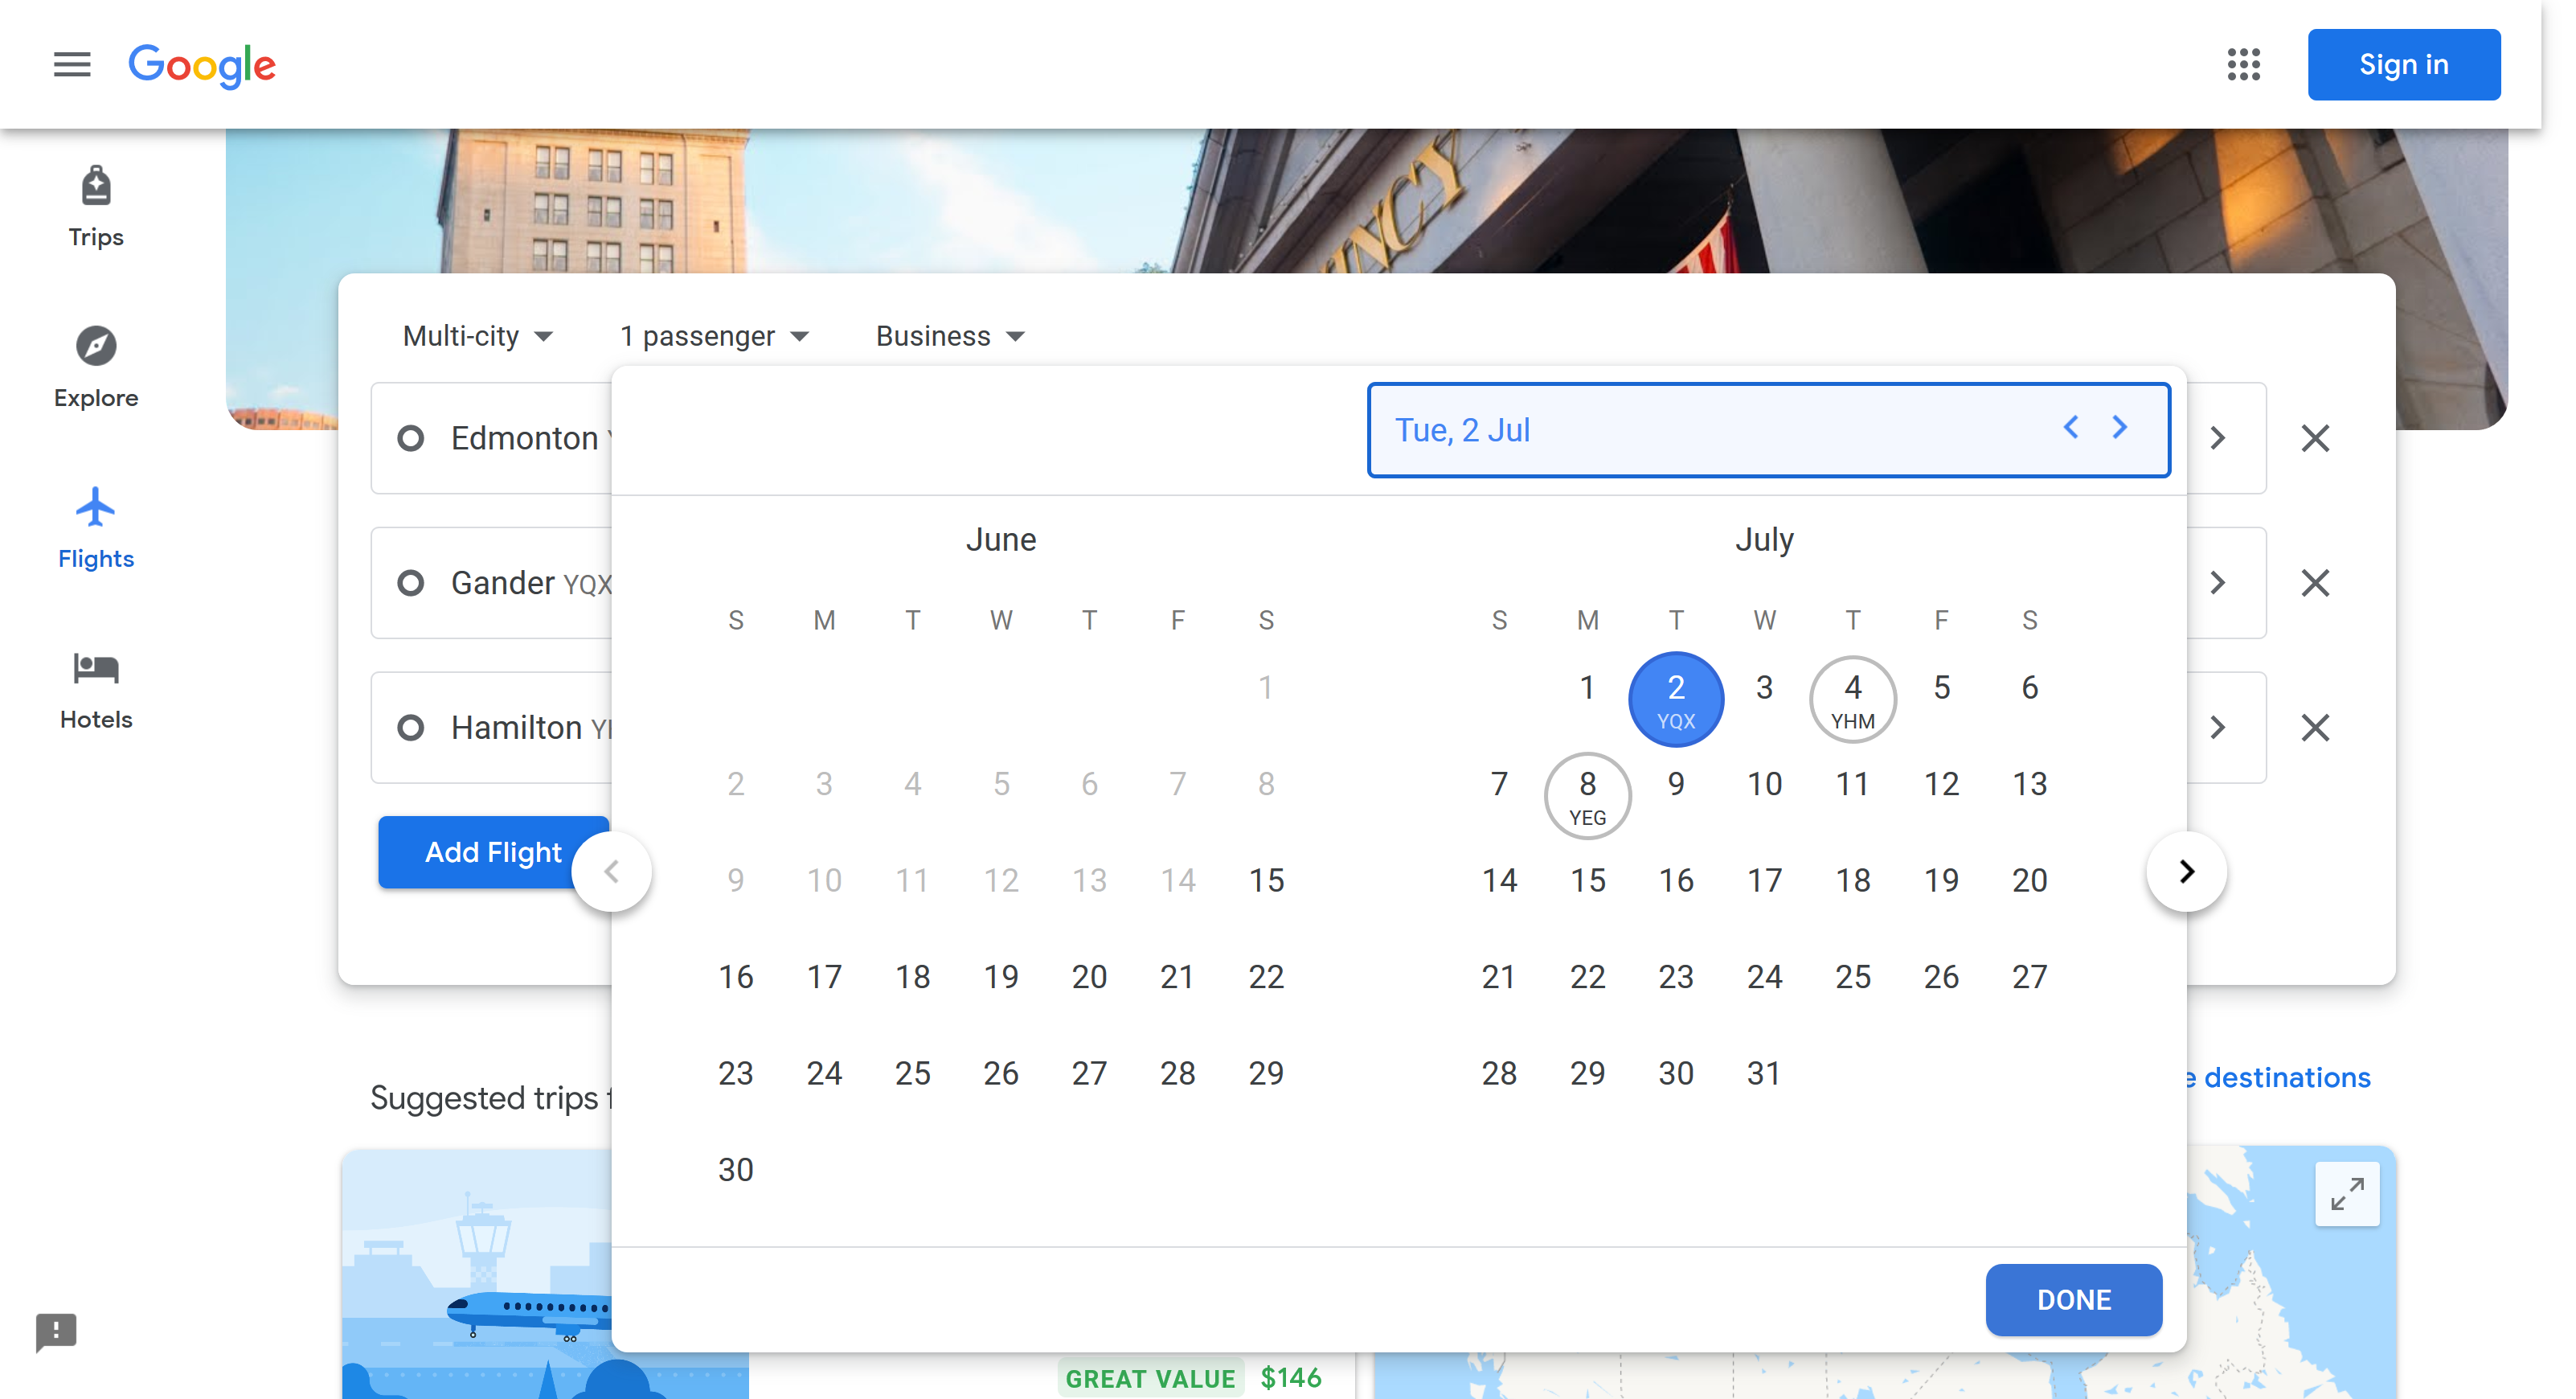 Google
Sign in
Trips
Explore
Flights
Hotels
NCY
Multi-city
1 passenger
Business
Edmonton
Gander YQX
Hamilton
Add Flight
Tue, 2 Jul
June
S M T W T F S
1
2 3 4 5 6 7 8
9 10 11 12 13 14 15
16 17 18 19 20 21 22
23 24 25 26 27 28 29
30
July
S M T W T F S
1 2 3 4 5 6
YQX YHM
7 8 9 10 11 12 13
YEG
14 15 16 17 18 19 20
21 22 23 24 25 26 27
28 29 30 31
DONE
Suggested trips
destinations
GREAT VALUE $146